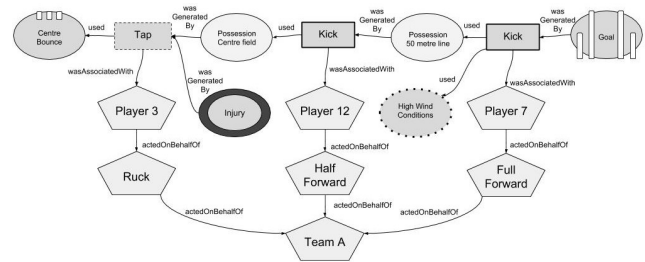 Centre
Bounce
used
Tap
was
Generated
By
Possession
Centre field
used
Kick
was
Generated
By
Possession
50 metre line
used
Kick
was
Generated
By
Goal
wasAssociatedWith
was
Generated
By
wasAssociatedWith
used
wasAssociatedWith
Player 3
Injury
Player 12
High Wind
Conditions
Player 7
actedOnBehalfOf
actedOnBehalfOf
actedOnBehalfOf
Ruck
Half
Forward
Full
Forward
actedOnBehalfOf
actedOnBehalfOf
actedOnBehalfOf
Team A